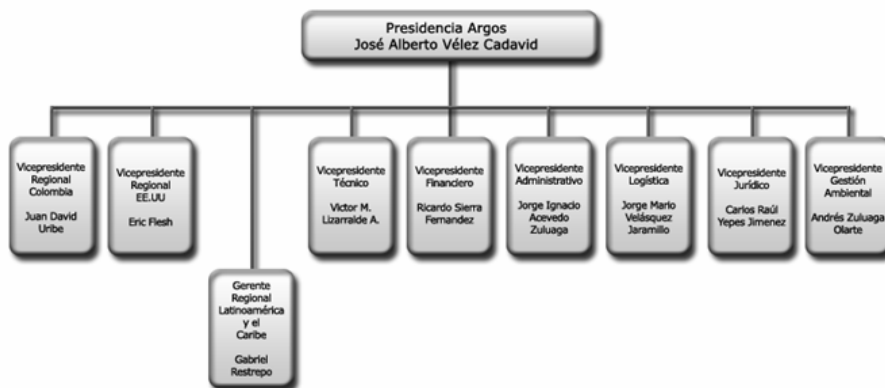 Presidencia Argos
José Alberto Vélez Cadavid
Vicepresidente
Regional
Colombia
Juan David
Uribe
Vicepresidente
Regional
EE.UU
Eric Flesh
Gerente
Regional
Latinoamérica
y el
Caribe
Gabriel
Restrepo
Vicepresidente
Técnico
Victor M.
Lizarralde A.
Vicepresidente
Financiero
Ricardo Sierra
Fernandez
Vicepresidente
Administrativo
Jorge Ignacio
Acevedo
Zuluaga
Vicepresidente
Logística
Jorge Mario
Velásquez
Jaramillo
Vicepresidente
Jurídico
Carlos Raúl
Yepes Jimenez
Vicepresidente
Gestión
Ambiental
Andrés Zuluaga
Olarte